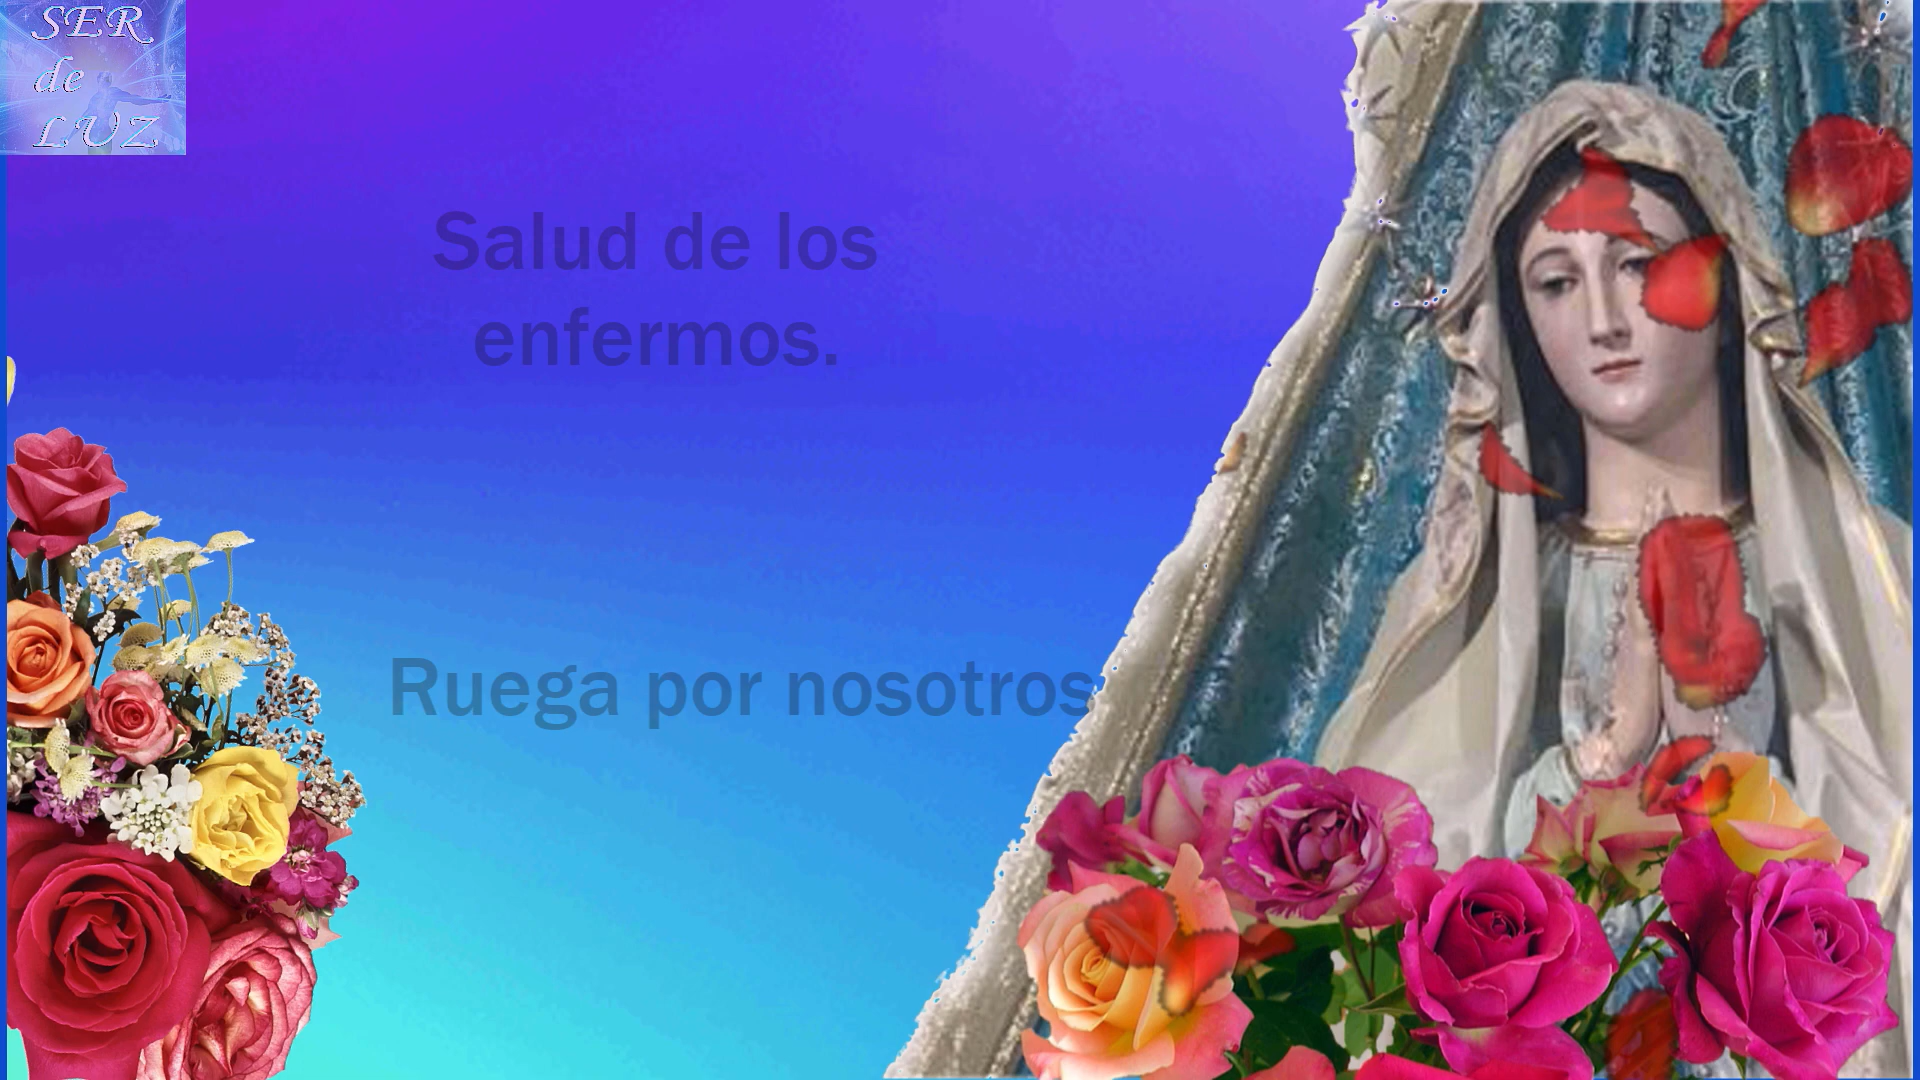 SER
de
LUZ
Salud de los
enfermos.
Ruega por nosotros